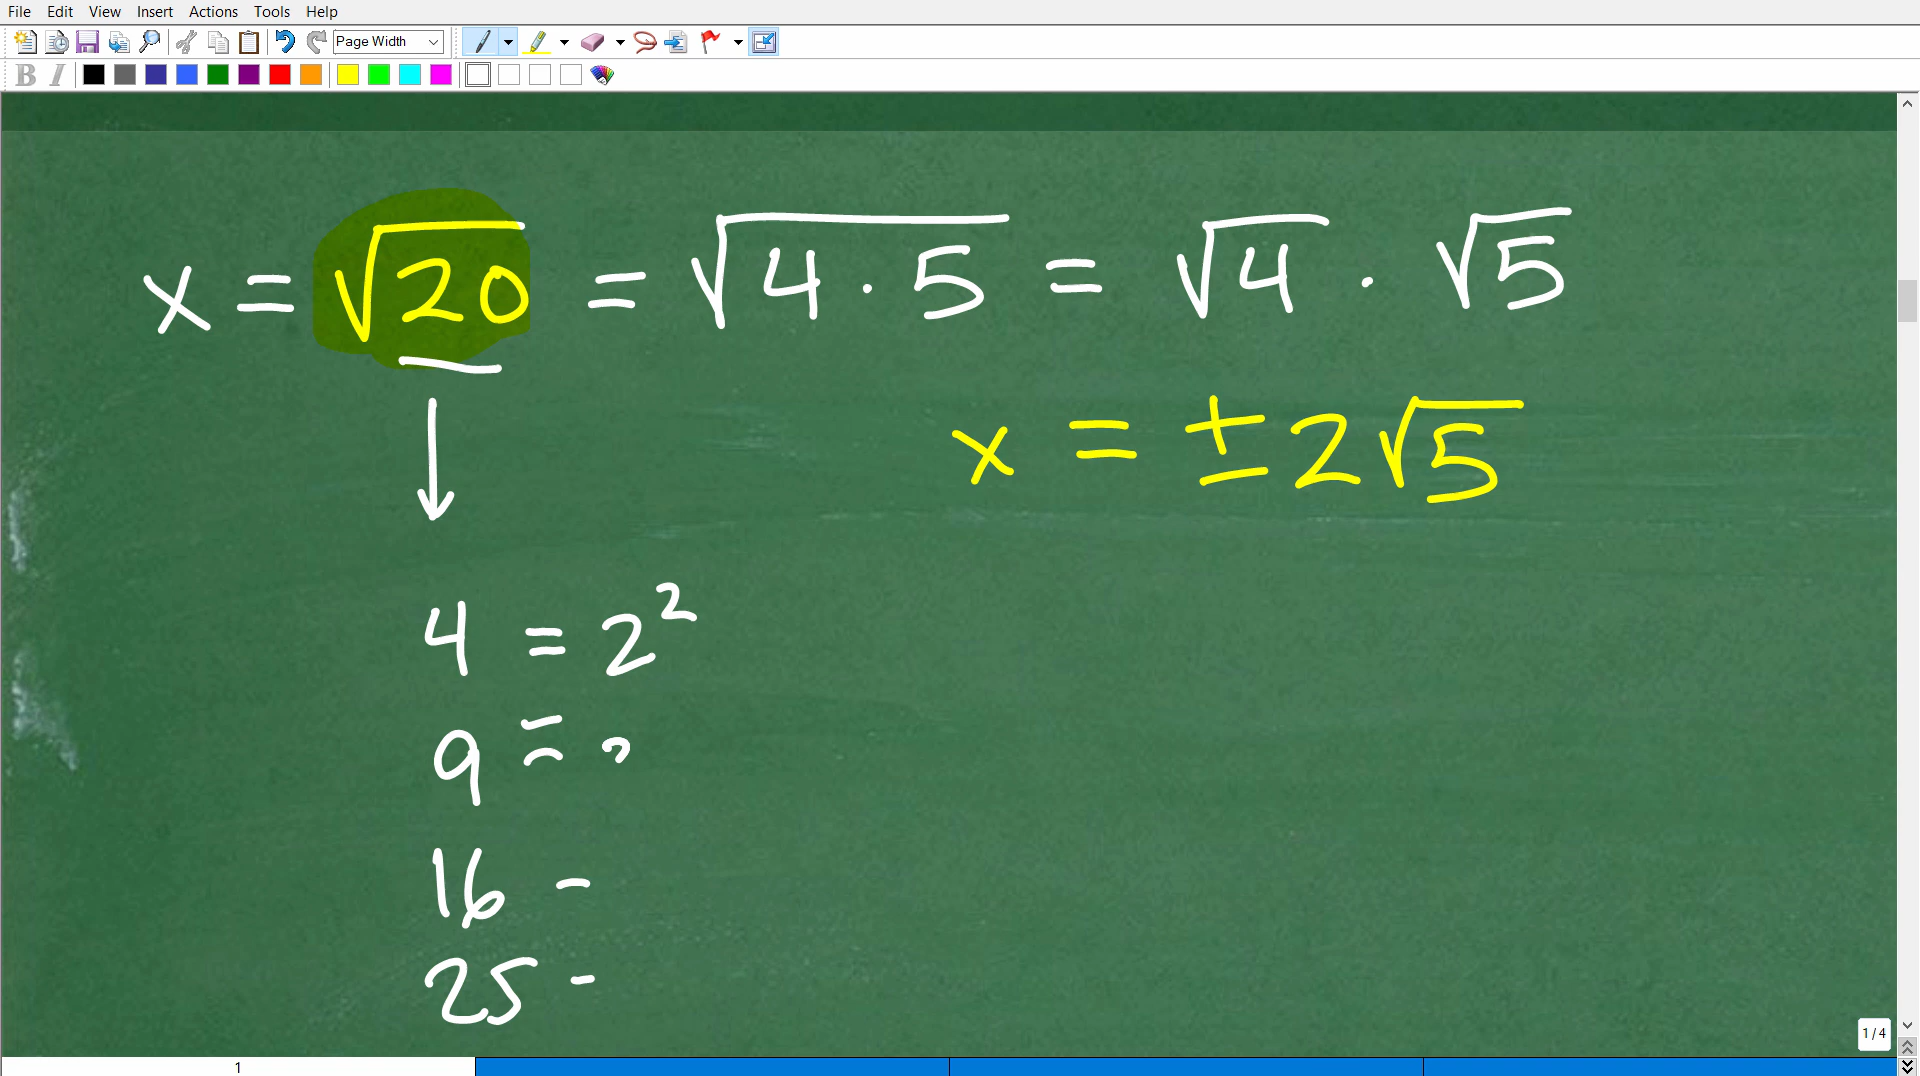 File Edit View Insert Actions Tools Help
Page Width
B I
x = √20 = √4 · 5 = √4 · √5
x = ± 2√5
4 = 2²
9 =
16 -
25 -
1 / 4
1